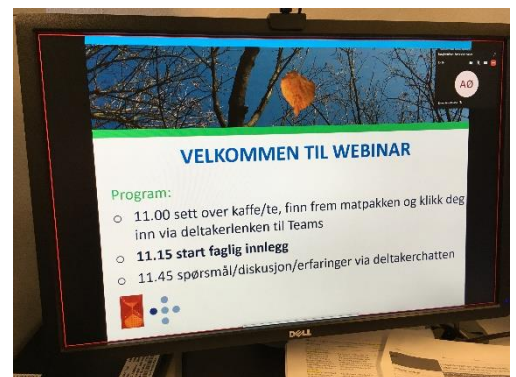 AØ
VELKOMMEN TIL WEBINAR
Program:
o 11.00 sett over kaffe/te, finn frem matpakken og klikk deg
inn via deltakerlenken til Teams
o 11.15 start faglig innlegg
o 11.45 spørsmål/diskusjon/erfaringer via deltakerchatten
DELL